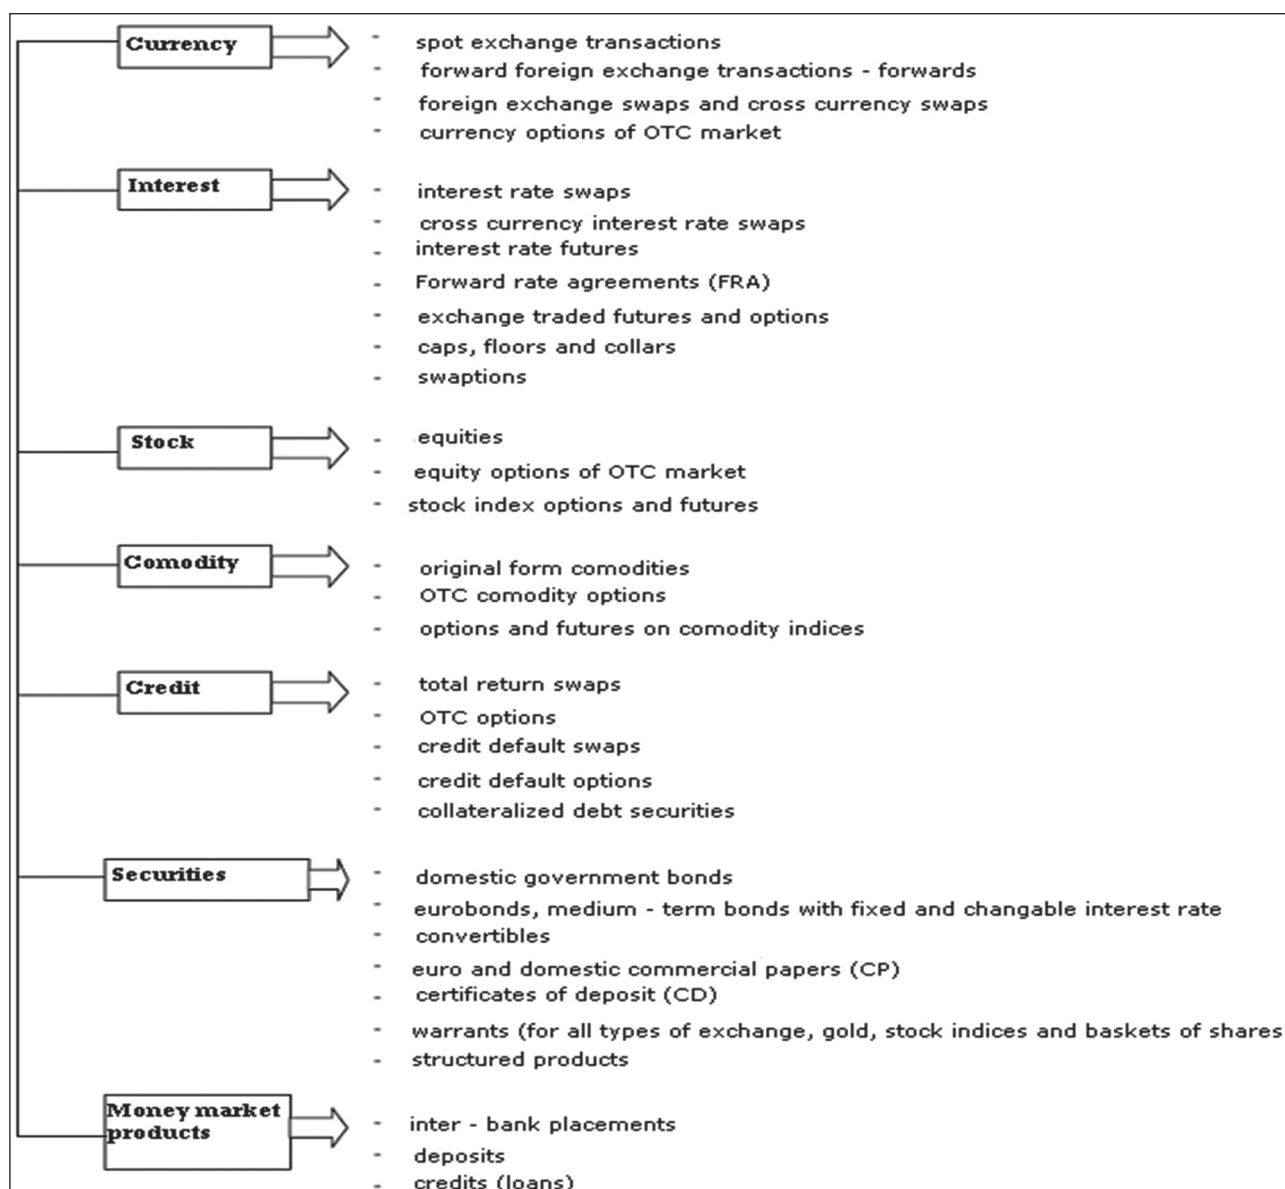 Currency
- spot exchange transactions
- forward foreign exchange transactions - forwards
- foreign exchange swaps and cross currency swaps
- currency options of OTC market
Interest
- interest rate swaps
- cross currency interest rate swaps
- interest rate futures
- Forward rate agreements (FRA)
- exchange traded futures and options
- caps, floors and collars
- swaptions
Stock
- equities
- equity options of OTC market
- stock index options and futures
Comodity
- original form comodities
- OTC comodity options
- options and futures on comodity indices
Credit
- total return swaps
- OTC options
- credit default swaps
- credit default options
- collateralized debt securities
Securities
- domestic government bonds
- eurobonds, medium - term bonds with fixed and changable interest rate
- convertibles
- euro and domestic commercial papers (CP)
- certificates of deposit (CD)
- warrants (for all types of exchange, gold, stock indices and baskets of shares
- structured products
Money market
products
- inter - bank placements
- deposits
- credits (loans)